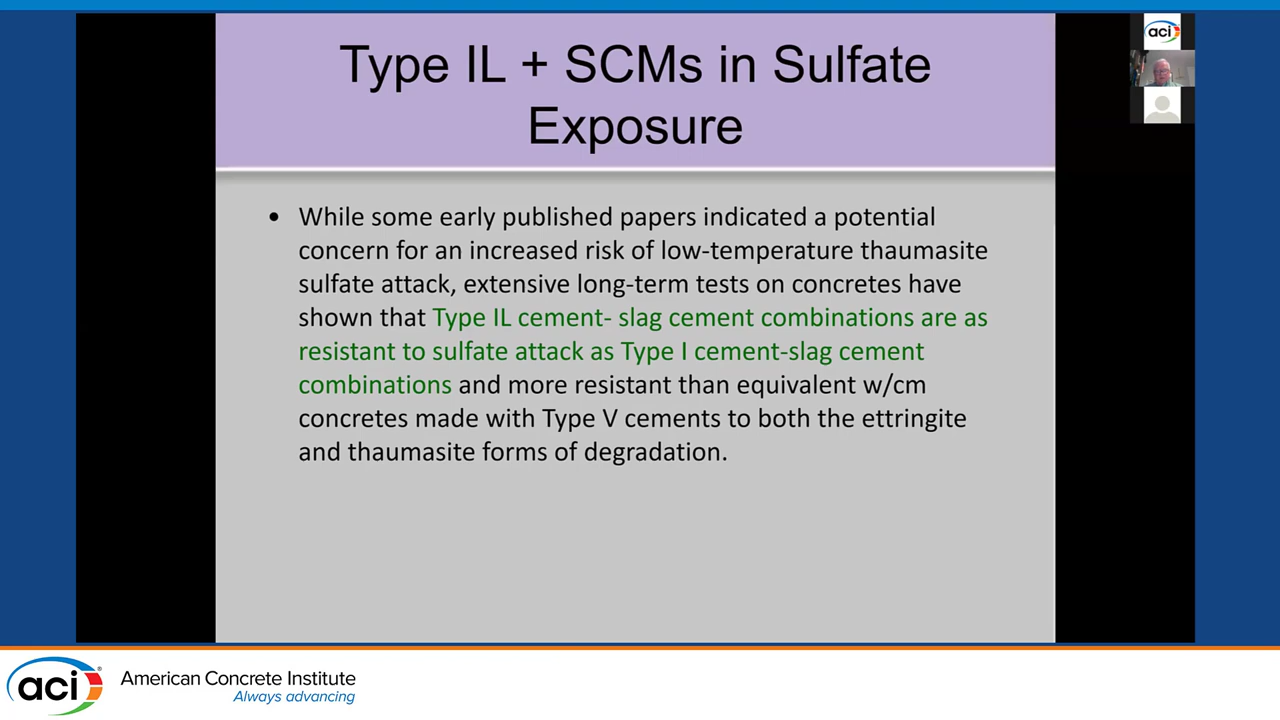 Type IL + SCMs in Sulfate
Exposure
aci
• While some early published papers indicated a potential
concern for an increased risk of low-temperature thaumasite
sulfate attack, extensive long-term tests on concretes have
shown that Type IL cement- slag cement combinations are as
resistant to sulfate attack as Type I cement-slag cement
combinations and more resistant than equivalent w/cm
concretes made with Type V cements to both the ettringite
and thaumasite forms of degradation.
aci®
American Concrete Institute
Always advancing